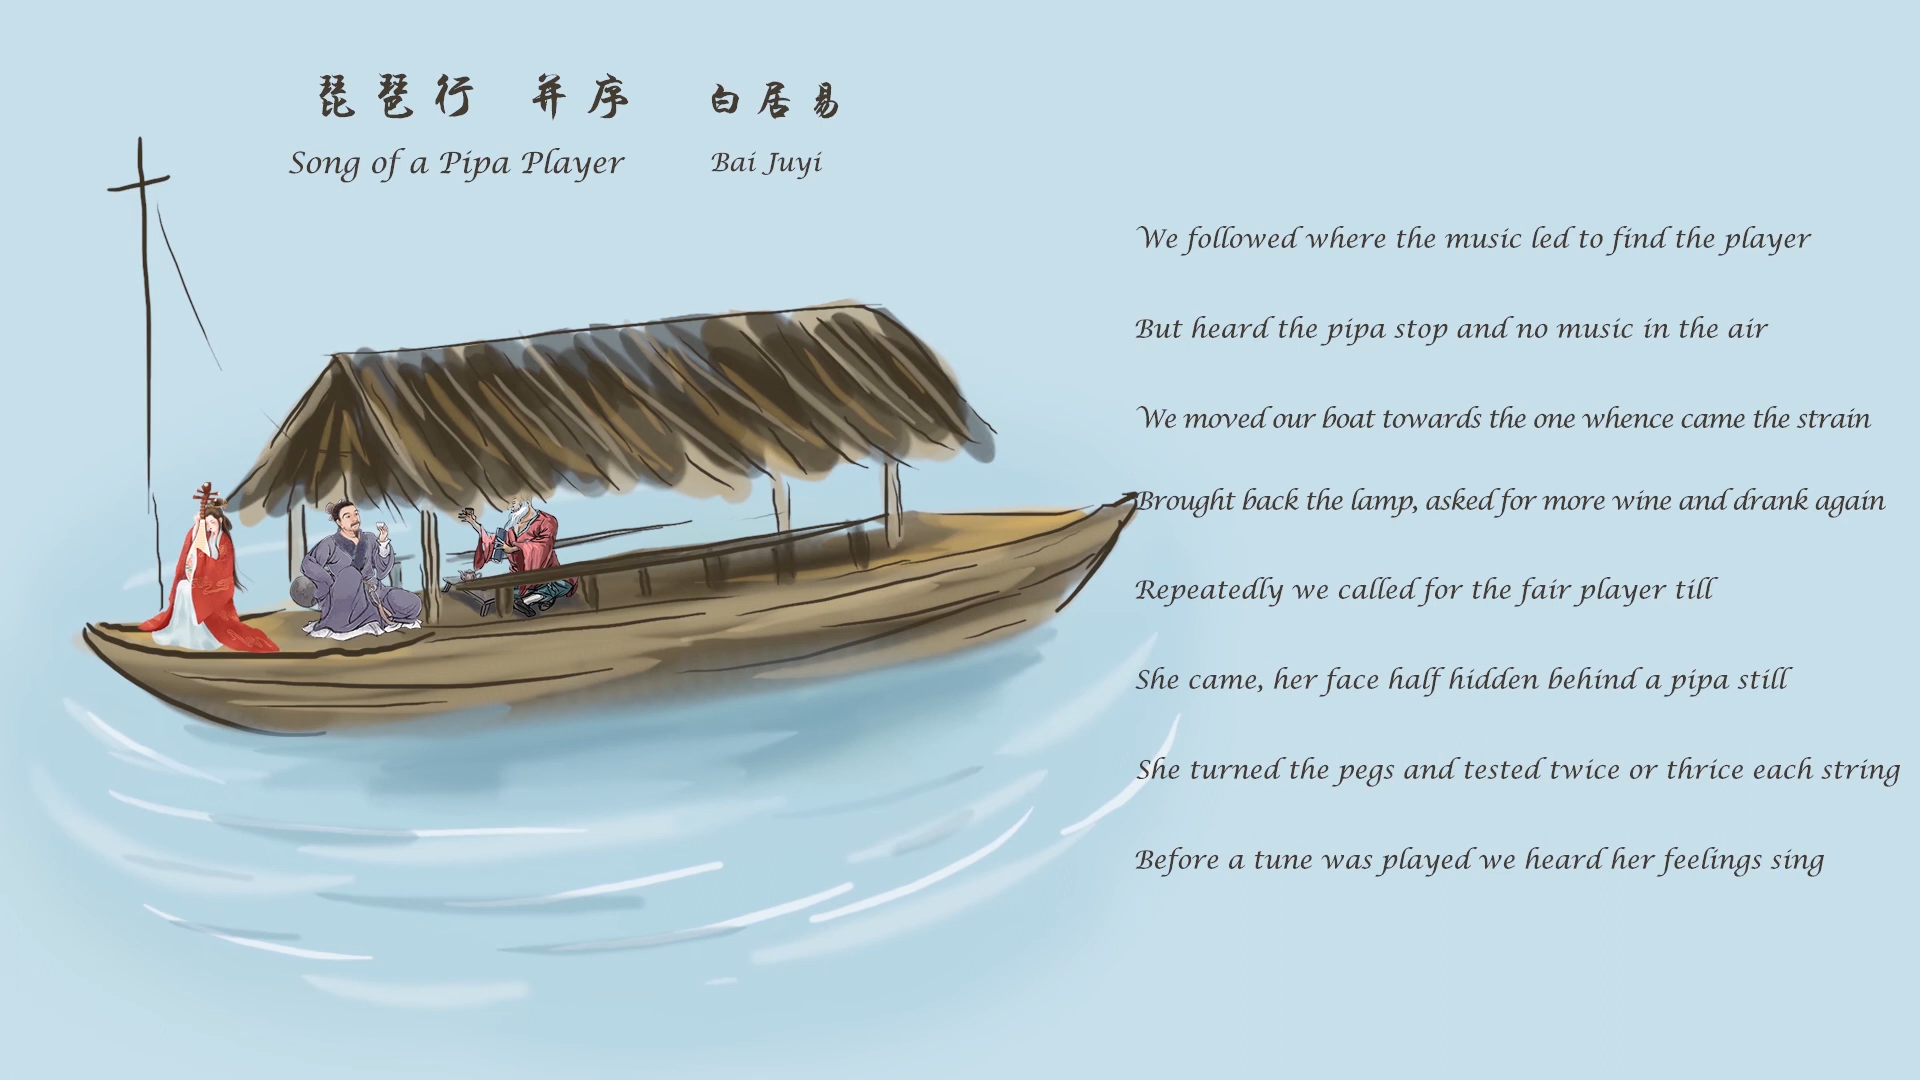 琵琶行 并序 白居易
Song of a Pipa Player Bai Juyi
We followed where the music led to find the player
But heard the pipa stop and no music in the air
We moved our boat towards the one whence came the strain
Brought back the lamp, asked for more wine and drank again
Repeatedly we called for the fair player till
She came, her face half hidden behind a pipa still
She turned the pegs and tested twice or thrice each string
Before a tune was played we heard her feelings sing